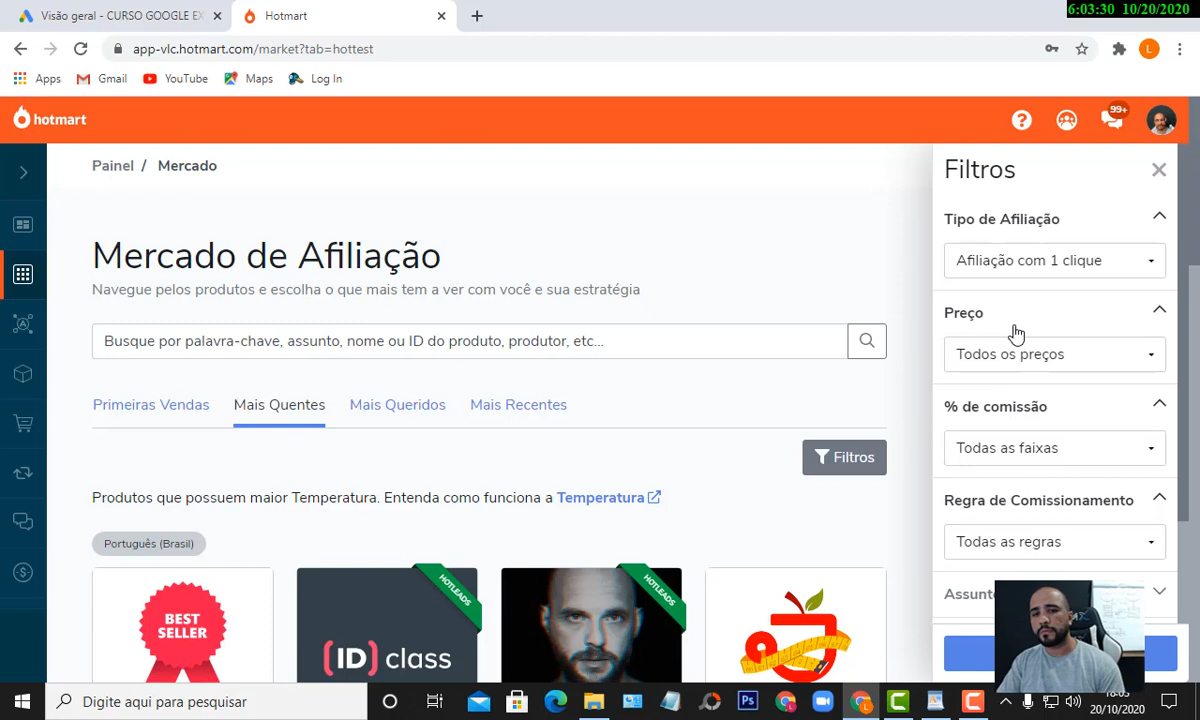 6:03:30 10/20/2020
Visão geral - CURSO GOOGLE EX
Hotmart
app-vlc.hotmart.com/market?tab=hottest
Apps
Gmail
YouTube
Maps
Log In
hotmart
99+
Painel / Mercado
Mercado de Afiliação
Navegue pelos produtos e escolha o que mais tem a ver com você e sua estratégia
Busque por palavra-chave, assunto, nome ou ID do produto, produtor, etc...
Primeiras Vendas
Mais Quentes
Mais Queridos
Mais Recentes
Filtros
Produtos que possuem maior Temperatura. Entenda como funciona a Temperatura
Português (Brasil)
BEST
SELLER
HOTLEADS
(ID) class
HOTLEADS
Filtros
Tipo de Afiliação
Afiliação com 1 clique
Preço
Todos os preços
% de comissão
Todas as faixas
Regra de Comissionamento
Todas as regras
Digite aqui para pesquisar
Ps
L
20/10/2020